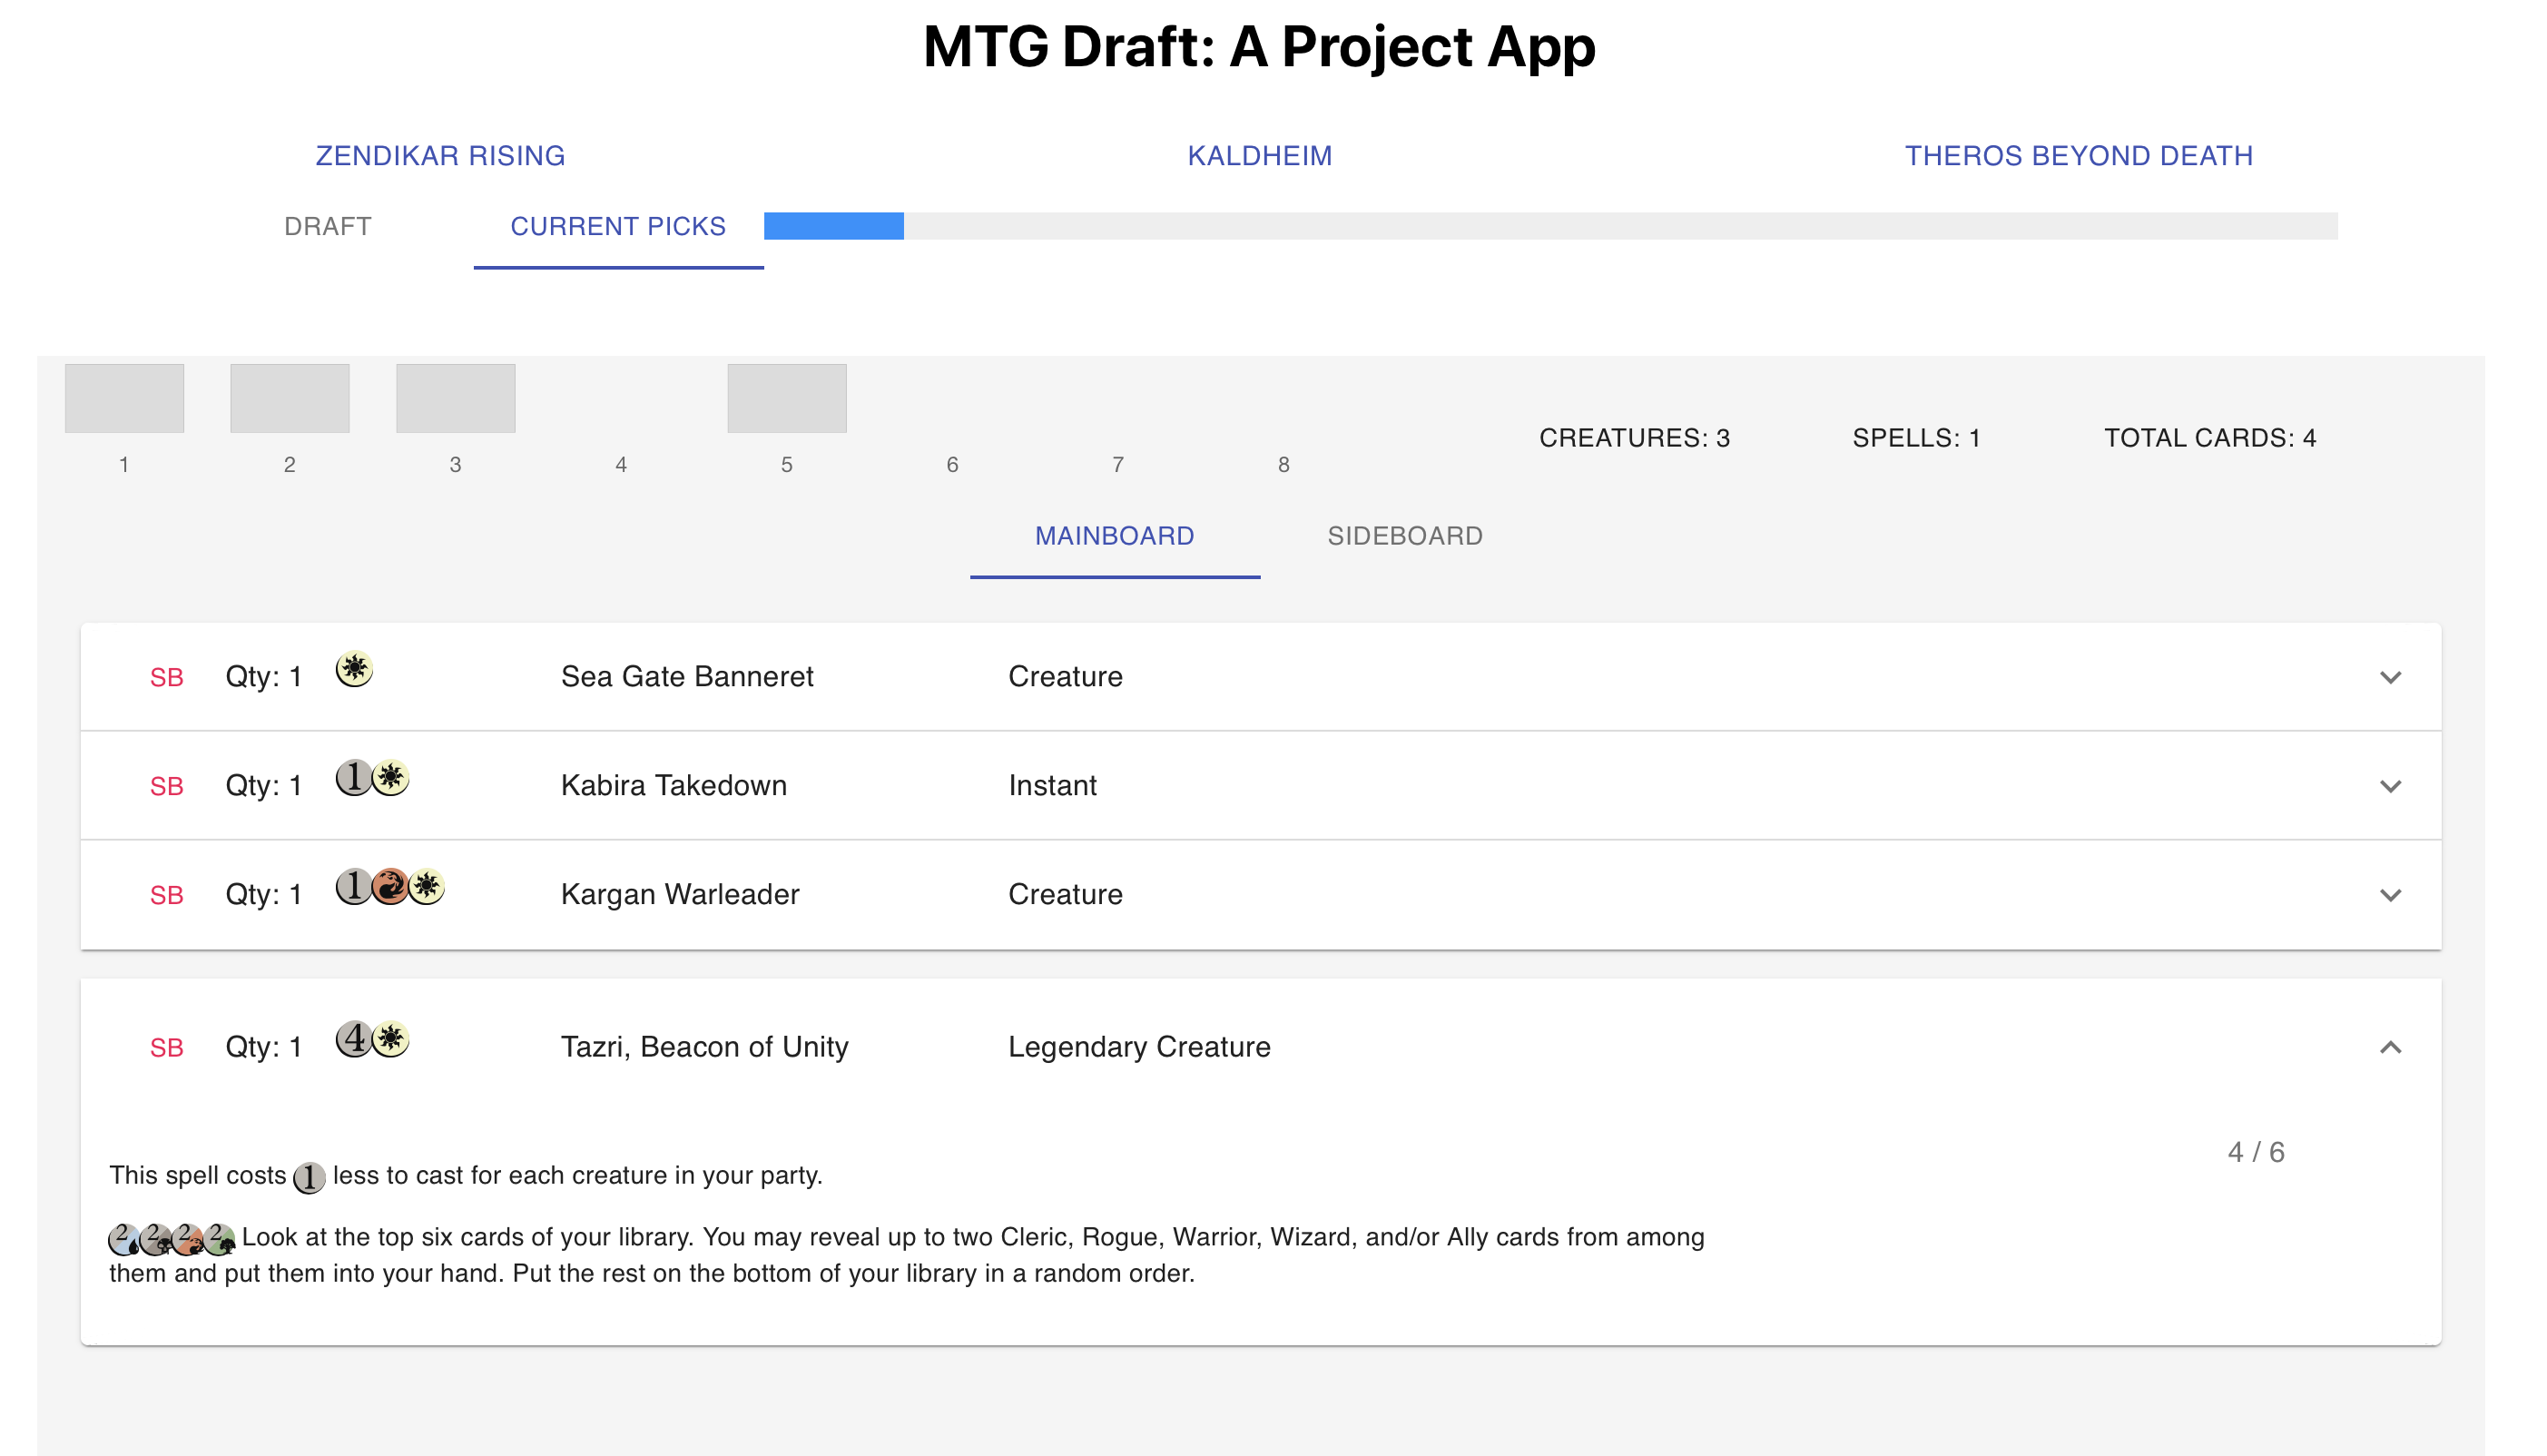 MTG Draft: A Project App
ZENDIKAR RISING KALDHEIM THEROS BEYOND DEATH
DRAFT CURRENT PICKS
1 2 3 4 5 6 7 8
CREATURES: 3 SPELLS: 1 TOTAL CARDS: 4
MAINBOARD SIDEBOARD
SB Qty: 1 Sea Gate Banneret Creature
SB Qty: 1 1 Kabira Takedown Instant
SB Qty: 1 1 Kargan Warleader Creature
SB Qty: 1 4 Tazri, Beacon of Unity Legendary Creature
4 / 6
This spell costs 1 less to cast for each creature in your party.
2 2 2 2 Look at the top six cards of your library. You may reveal up to two Cleric, Rogue, Warrior, Wizard, and/or Ally cards from among
them and put them into your hand. Put the rest on the bottom of your library in a random order.